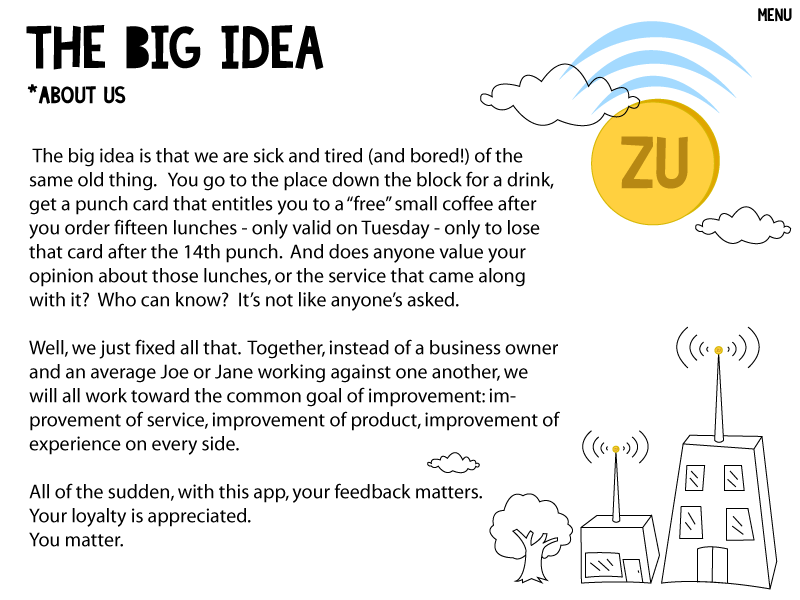 MENU
THE BIG IDEA
*ABOUT US
ZU
The big idea is that we are sick and tired (and bored!) of the
same old thing.  You go to the place down the block for a drink,
get a punch card that entitles you to a “free” small coffee after
you order fifteen lunches - only valid on Tuesday - only to lose
that card after the 14th punch.  And does anyone value your
opinion about those lunches, or the service that came along
with it?  Who can know?  It’s not like anyone’s asked.
Well, we just fixed all that.  Together, instead of a business owner
and an average Joe or Jane working against one another, we
will all work toward the common goal of improvement: im-
provement of service, improvement of product, improvement of
experience on every side.
All of the sudden, with this app, your feedback matters.
Your loyalty is appreciated.
You matter.